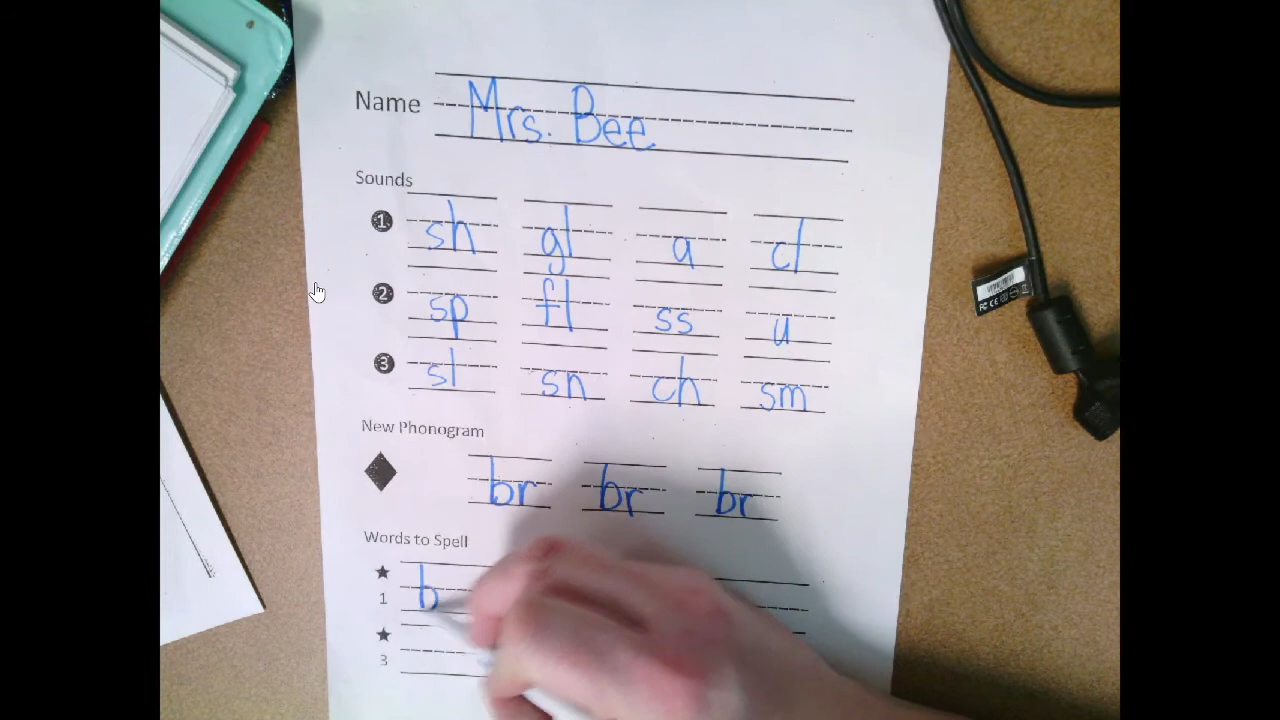 Name Mrs. Bee
Sounds
1 sh gl a cl
2 sp fl ss u
3 sl sn ch sm
New Phonogram
br br br
Words to Spell
1 b
3